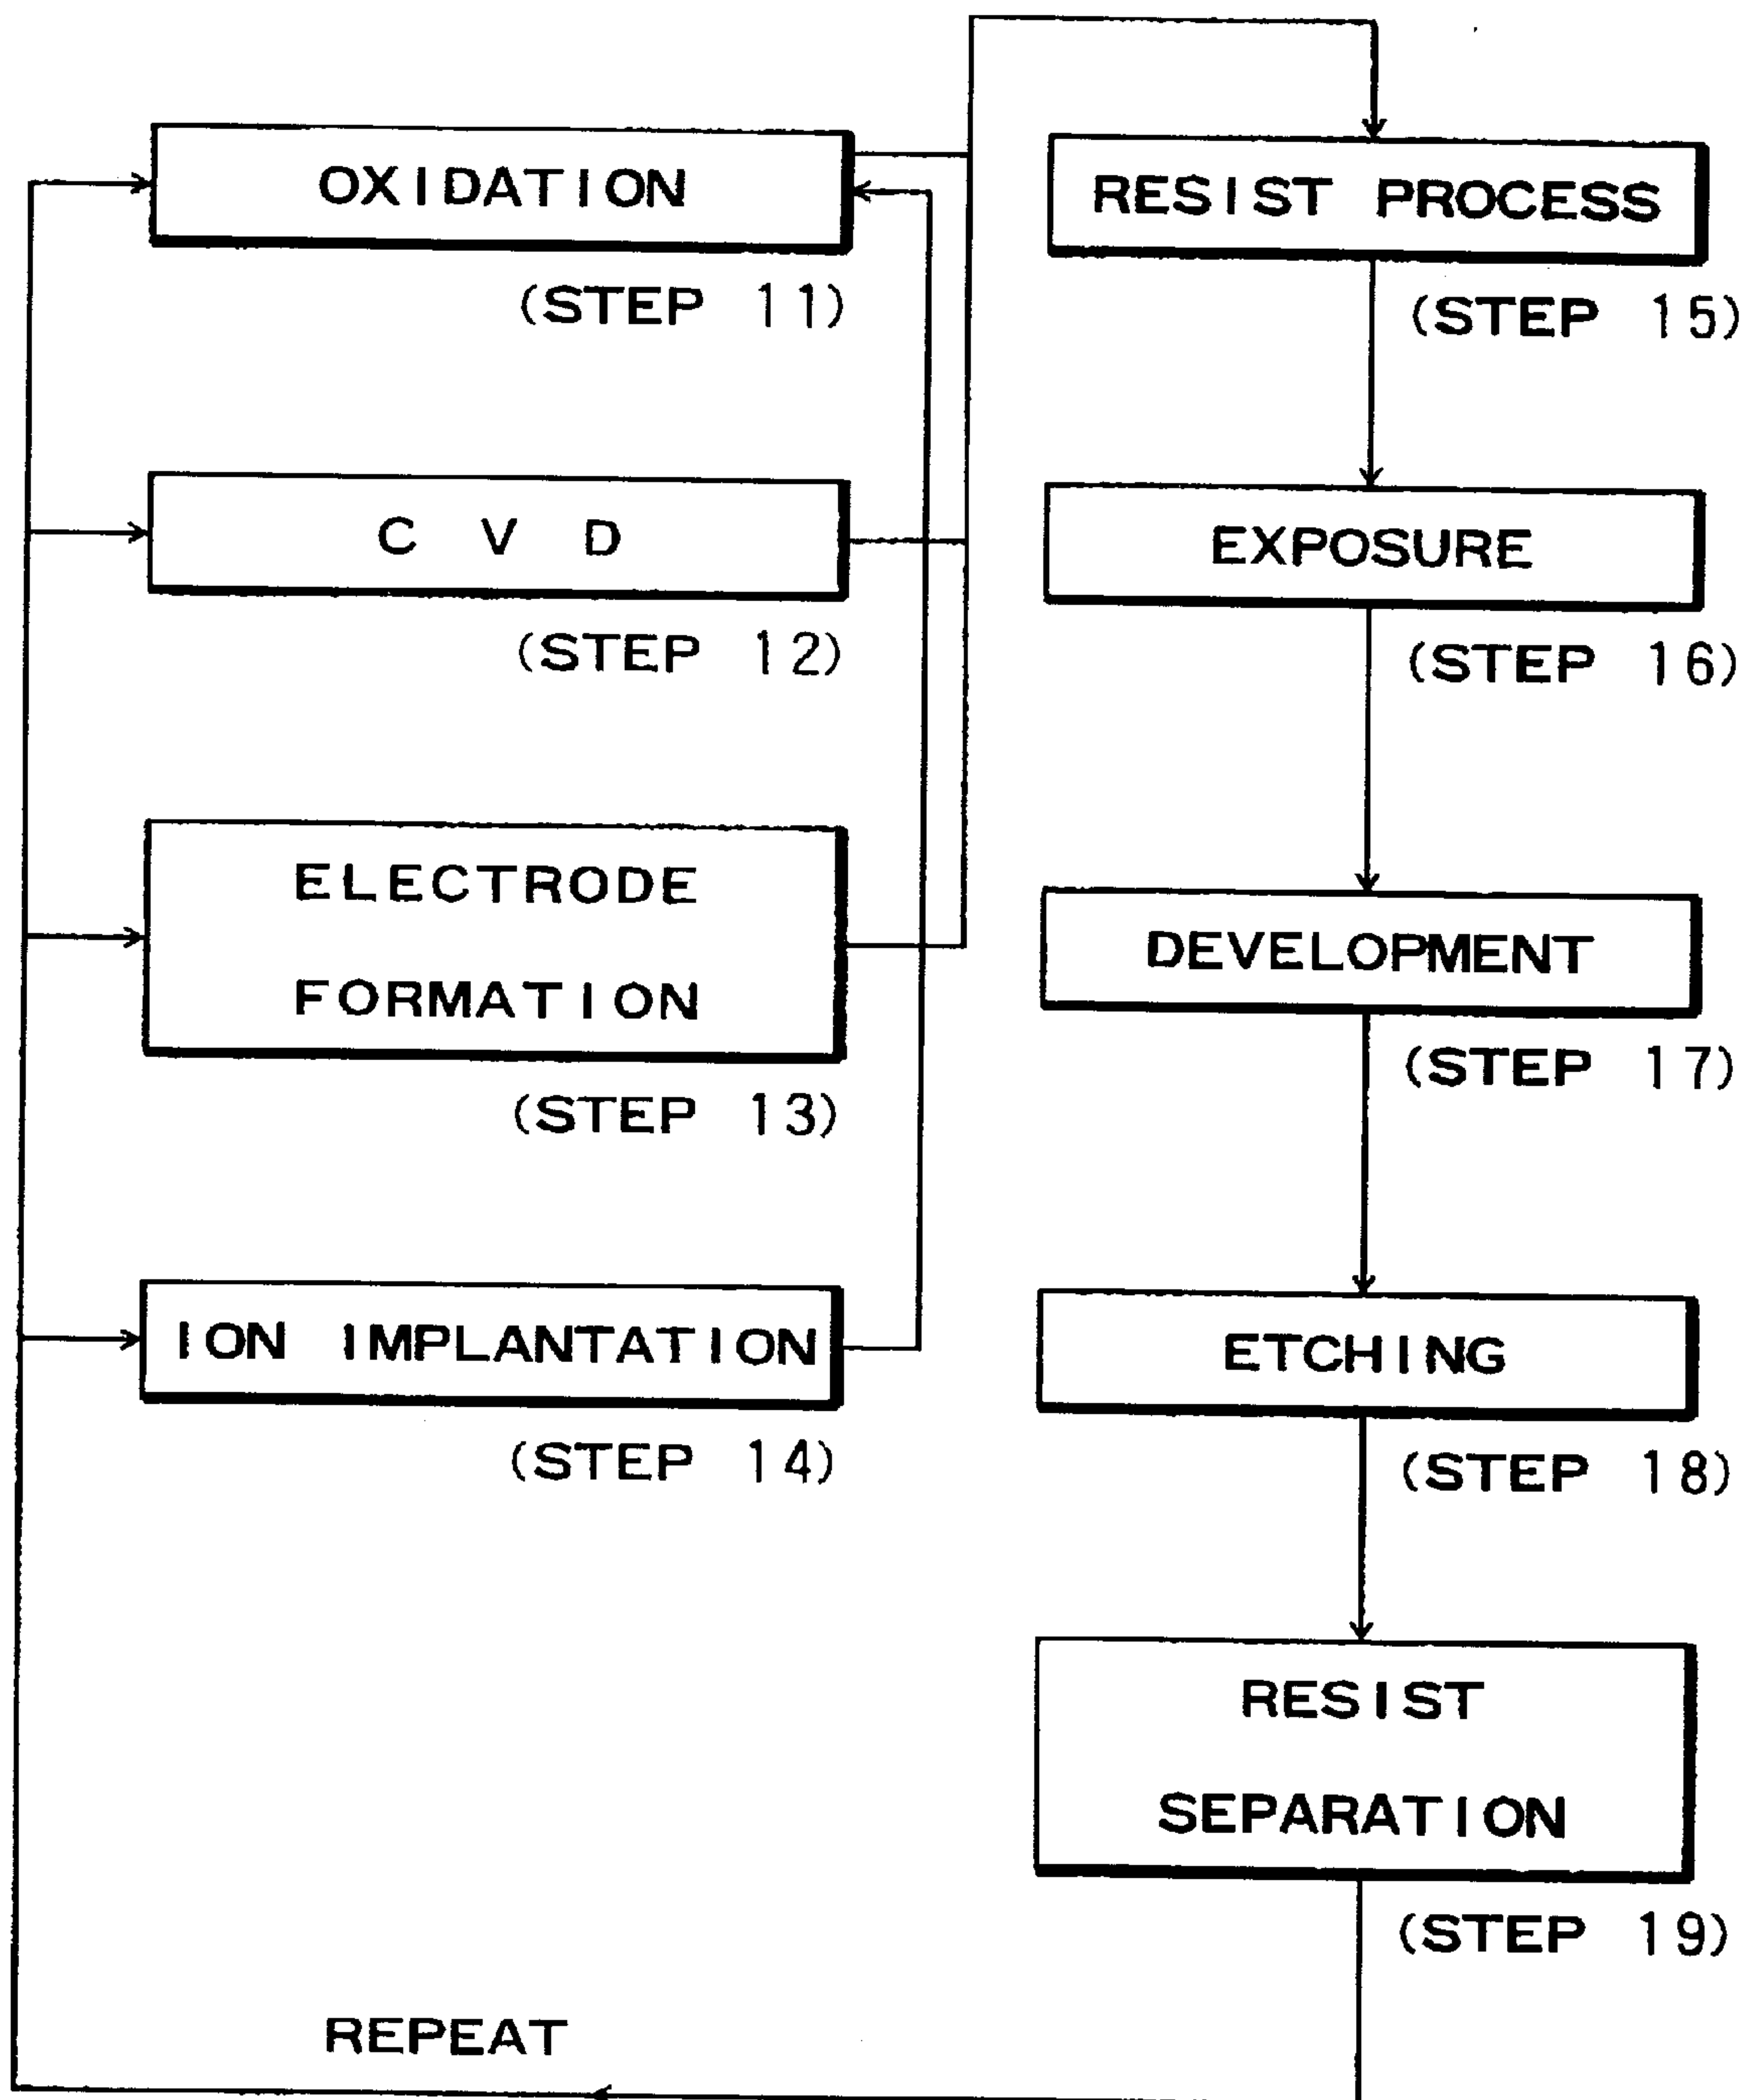 OXIDATION
(STEP 11)
CVD
(STEP 12)
ELECTRODE
FORMATION
(STEP 13)
ION IMPLANTATION
(STEP 14)
RESIST PROCESS
(STEP 15)
EXPOSURE
(STEP 16)
DEVELOPMENT
(STEP 17)
ETCHING
(STEP 18)
RESIST
SEPARATION
(STEP 19)
REPEAT